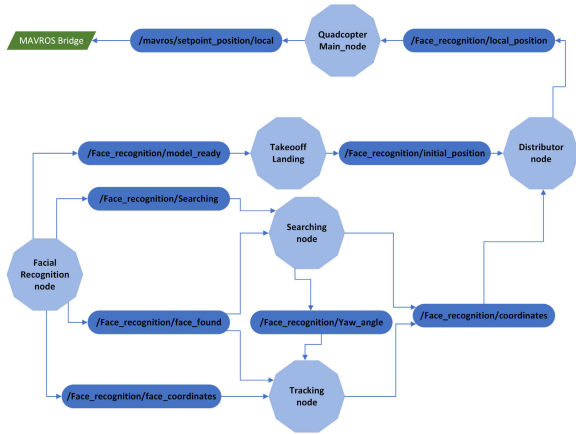 MAVROS Bridge
/mavros/setpoint_position/local
Quadcopter
Main_node
/Face_recognition/local_position
/Face_recognition/model_ready
Takeooff
Landing
/Face_recognition/initial_position
Distributor
node
/Face_recognition/Searching
Searching
node
Facial
Recognition
node
/Face_recognition/face_found
/Face_recognition/Yaw_angle
/Face_recognition/coordinates
/Face_recognition/face_coordinates
Tracking
node